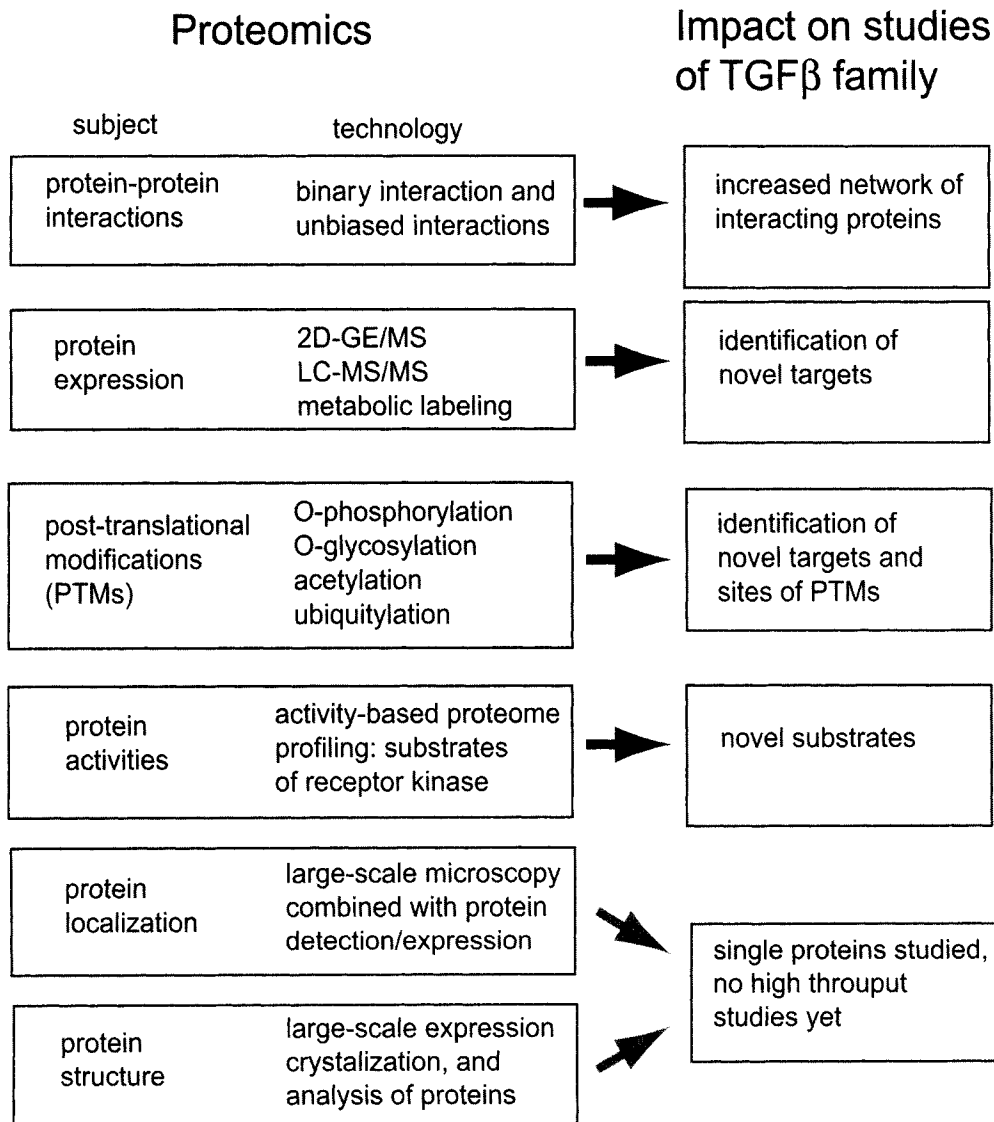 Proteomics
Impact on studies
of TGFβ family
subject
technology
protein-protein
interactions
binary interaction and
unbiased interactions
increased network of
interacting proteins
protein
expression
2D-GE/MS
LC-MS/MS
metabolic labeling
identification of
novel targets
post-translational
modifications
(PTMs)
O-phosphorylation
O-glycosylation
acetylation
ubiquitylation
identification of
novel targets and
sites of PTMs
protein
activities
activity-based proteome
profiling: substrates
of receptor kinase
novel substrates
protein
localization
large-scale microscopy
combined with protein
detection/expression
protein
structure
large-scale expression
crystalization, and
analysis of proteins
single proteins studied,
no high throuput
studies yet